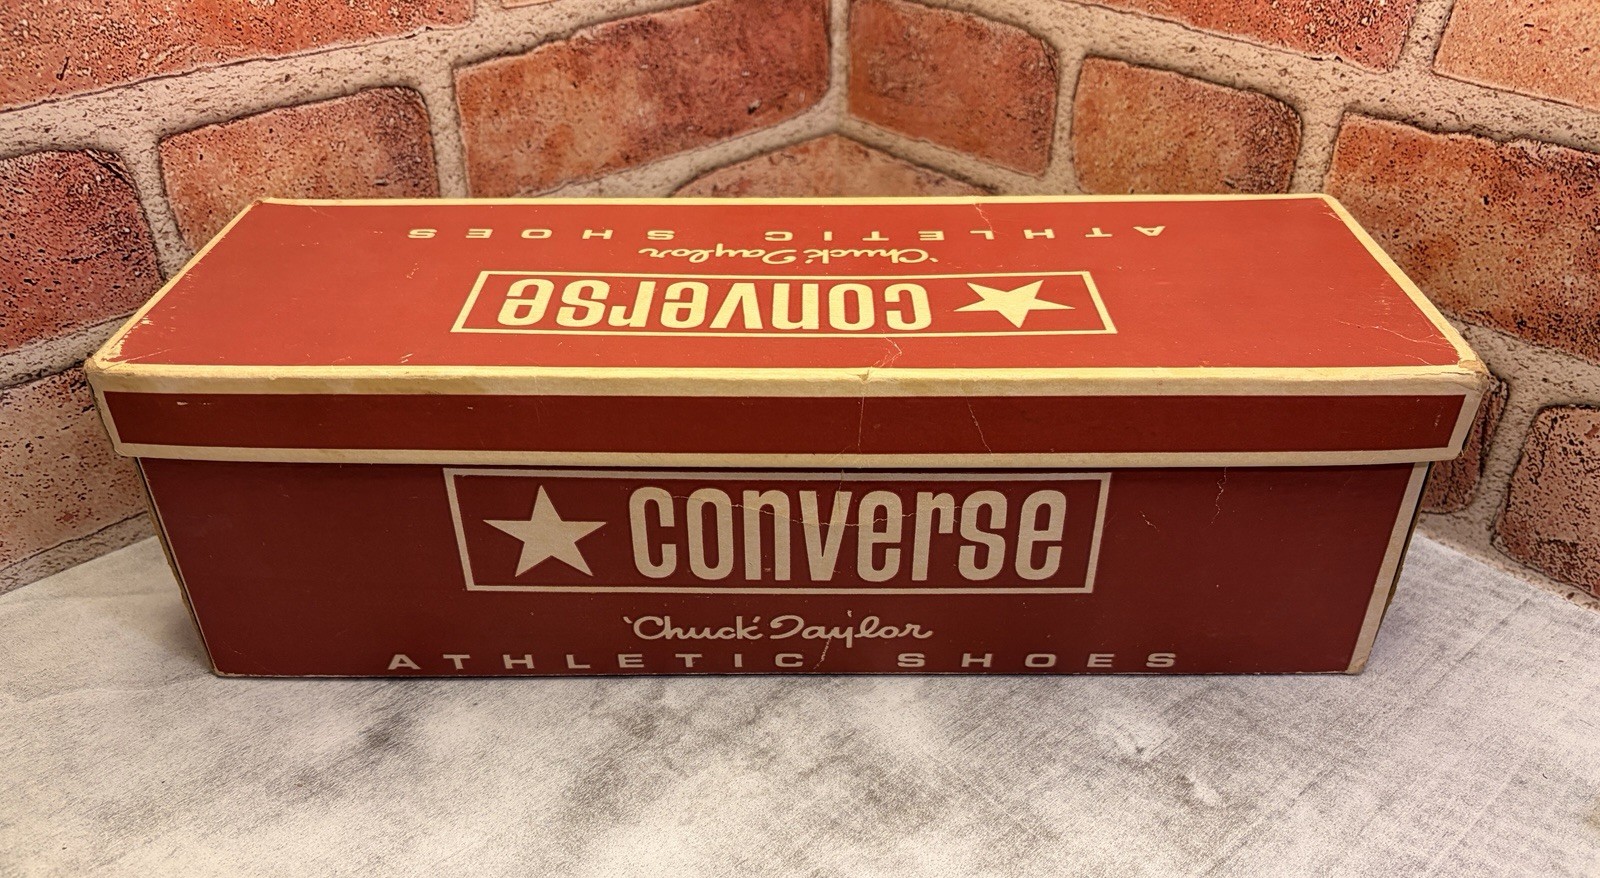 ATHLETIC SHOES
'Chuck' Taylor
converse
converse
'Chuck' Taylor
ATHLETIC SHOES